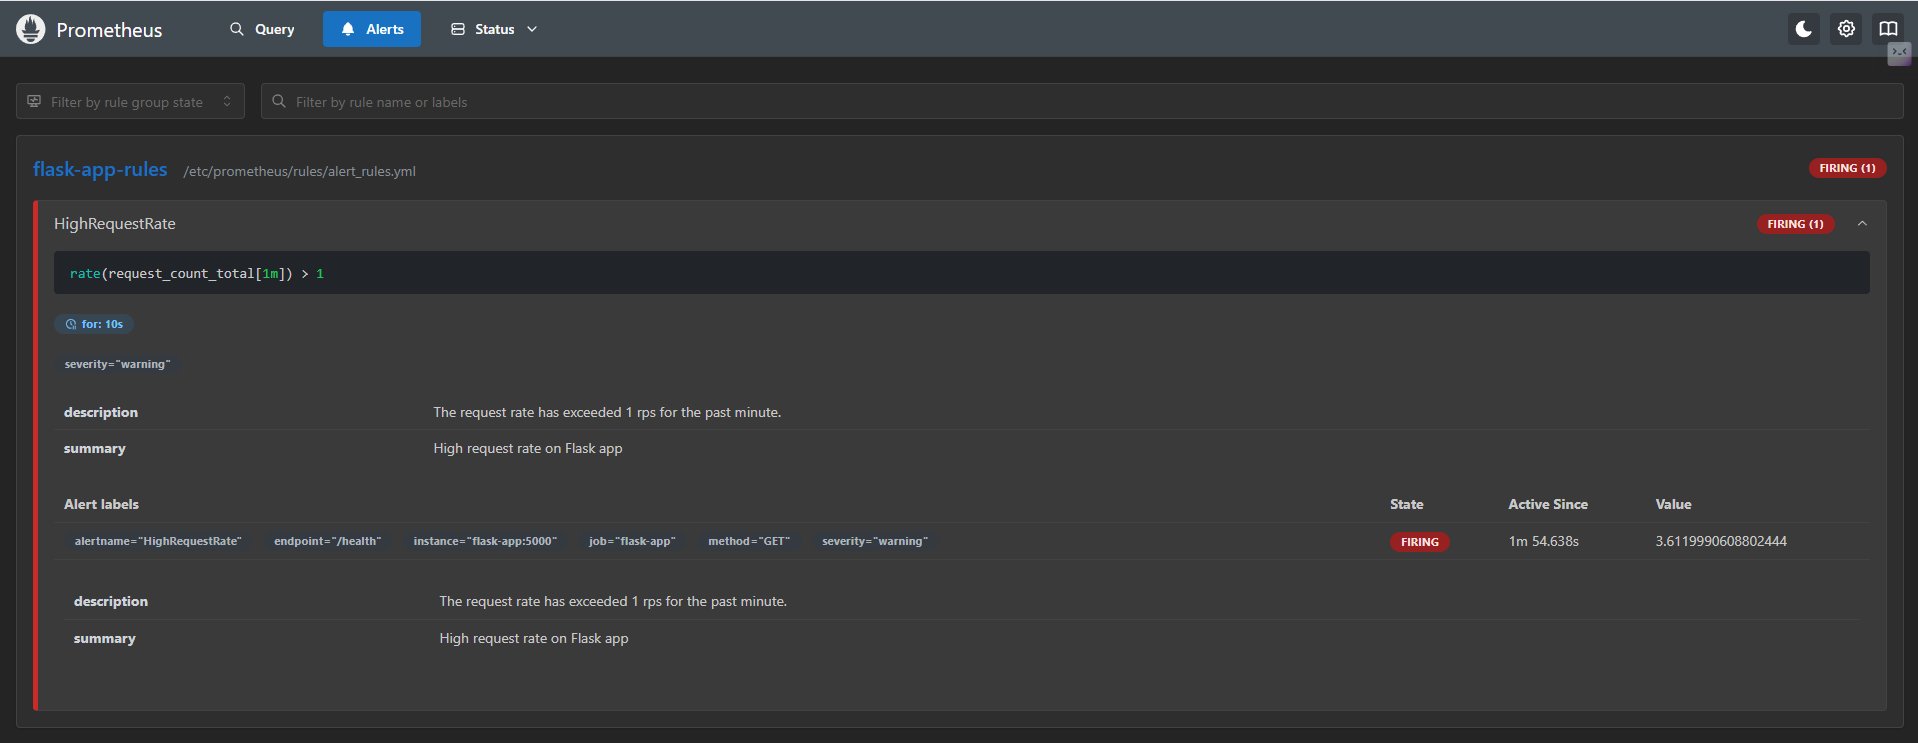 Prometheus Query Alerts Status
Filter by rule group state Filter by rule name or labels
flask-app-rules /etc/prometheus/rules/alert_rules.yml FIRING (1)
HighRequestRate FIRING (1)
rate(request_count_total[1m]) > 1
for: 10s
severity="warning"
description The request rate has exceeded 1 rps for the past minute.
summary High request rate on Flask app
Alert labels State Active Since Value
alertname="HighRequestRate" endpoint="/health" instance="flask-app:5000" job="flask-app" method="GET" severity="warning" FIRING 1m 54.638s 3.6119990608802444
description The request rate has exceeded 1 rps for the past minute.
summary High request rate on Flask app